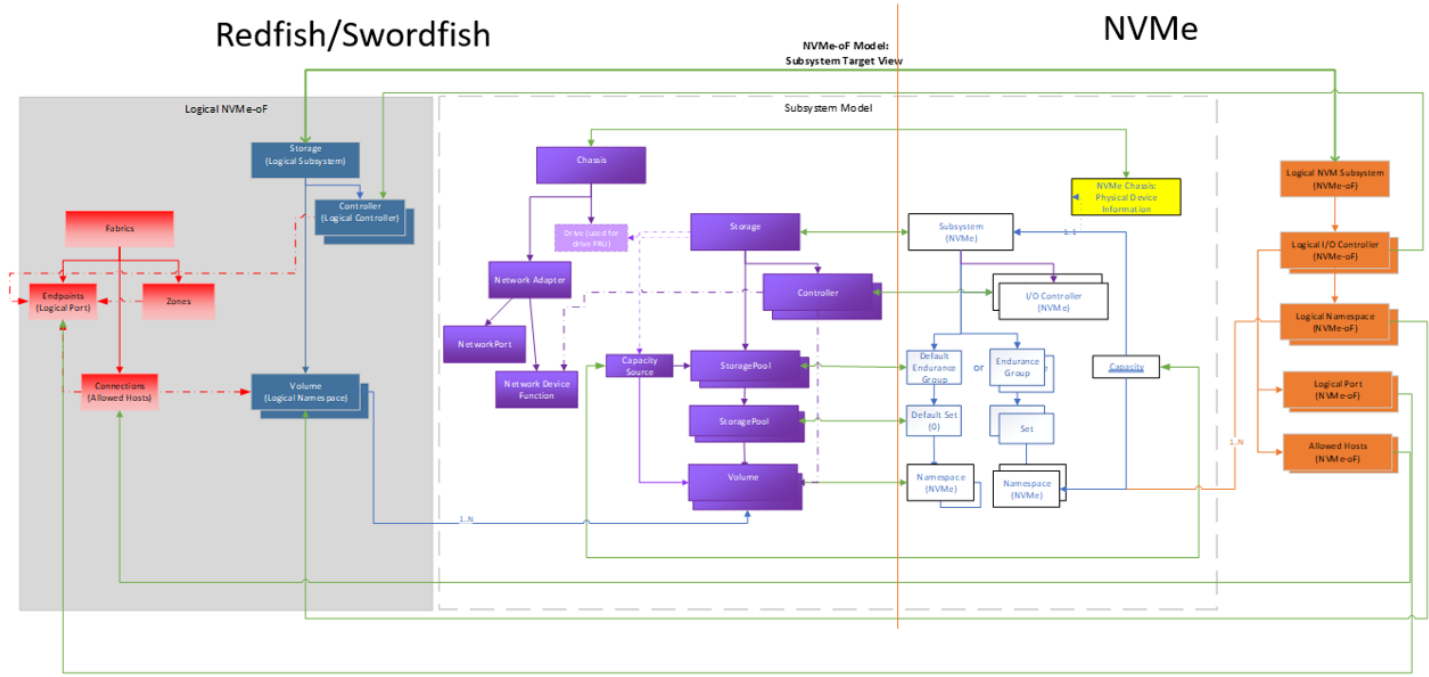 Redfish/Swordfish
NVMe
NVMe-oF Model:
Subsystem Target View
Logical NVMe-oF
Subsystem Model
Storage
(Logical Subsystem)
Controller
(Logical Controller)
Fabrics
Endpoints
(Logical Port)
Zones
Connections
(Allowed Hosts)
Volume
(Logical Namespace)
1..N
Chassis
Drive (used for
drive FRU)
Network Adapter
NetworkPort
Network Device
Function
Storage
Controller
Capacity
Source
StoragePool
StoragePool
Volume
NVMe Chassis:
Physical Device
Information
1..1
Subsystem
(NVMe)
I/O Controller
(NVMe)
Default
Endurance
Group
or
Endurance
Group
Default Set
(0)
Set
Namespace
(NVMe)
Namespace
(NVMe)
Capacity
Logical NVM Subsystem
(NVMe-oF)
Logical I/O Controller
(NVMe-oF)
Logical Namespace
(NVMe-oF)
Logical Port
(NVMe-oF)
Allowed Hosts
(NVMe-oF)
1..N